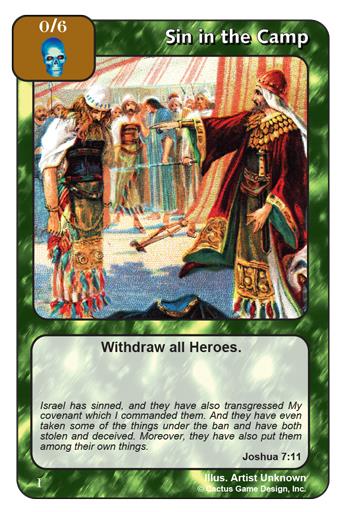 0/6
Sin in the Camp
Withdraw all Heroes.
Israel has sinned, and they have also transgressed My
covenant which I commanded them. And they have even
taken some of the things under the ban and have both
stolen and deceived. Moreover, they have also put them
among their own things.
Joshua 7:11
Illus. Artist Unknown
I
© Cactus Game Design, Inc.